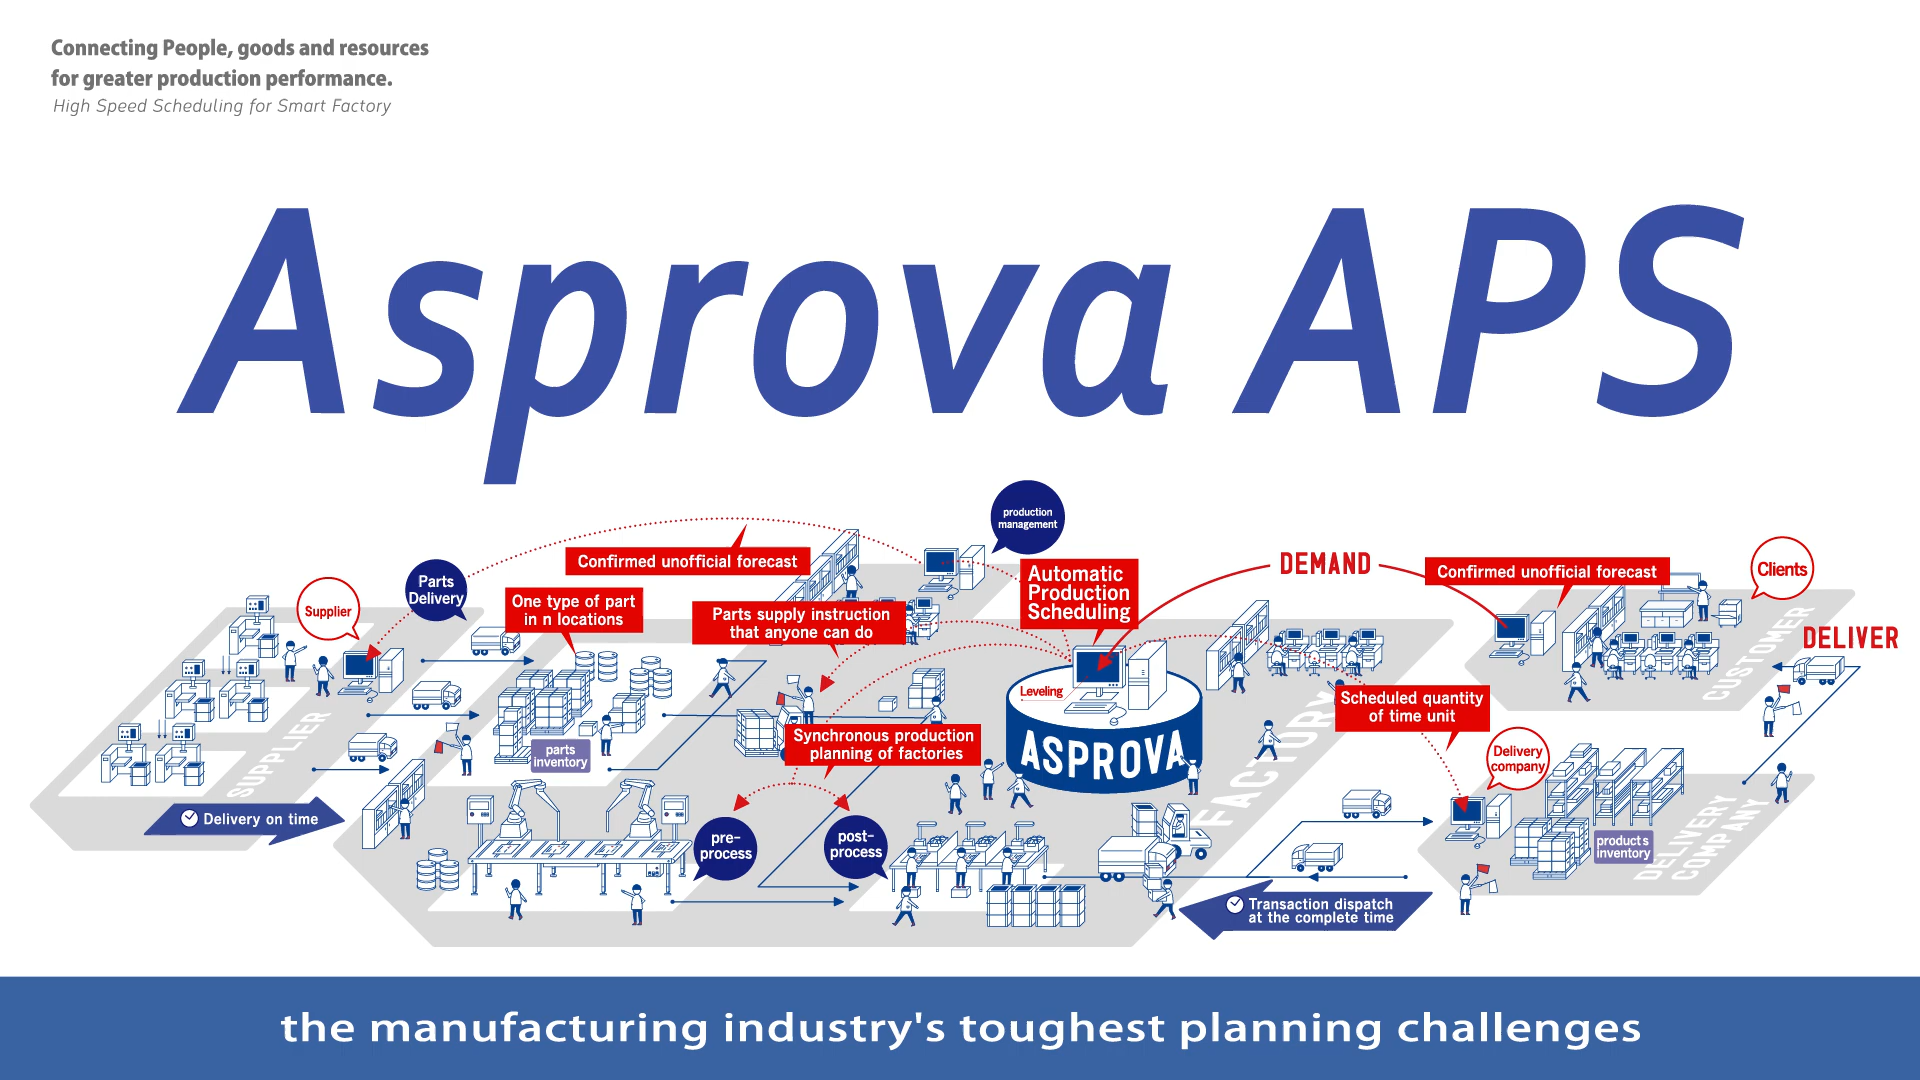 Connecting People, goods and resources
for greater production performance.
High Speed Scheduling for Smart Factory
Asprova APS
production
management
Confirmed unofficial forecast
DEMAND
Confirmed unofficial forecast
Clients
Parts
Delivery
Supplier
One type of part
in n locations
Parts supply instruction
that anyone can do
Automatic
Production
Scheduling
DELIVER
CUSTOMER
Leveling
ASPROVA
Scheduled quantity
of time unit
SUPPLIER
parts
inventory
Synchronous production
planning of factories
FACTORY
Delivery
company
Delivery on time
pre-
process
post-
process
products
inventory
DELIVERY
COMPANY
Transaction dispatch
at the complete time
the manufacturing industry's toughest planning challenges